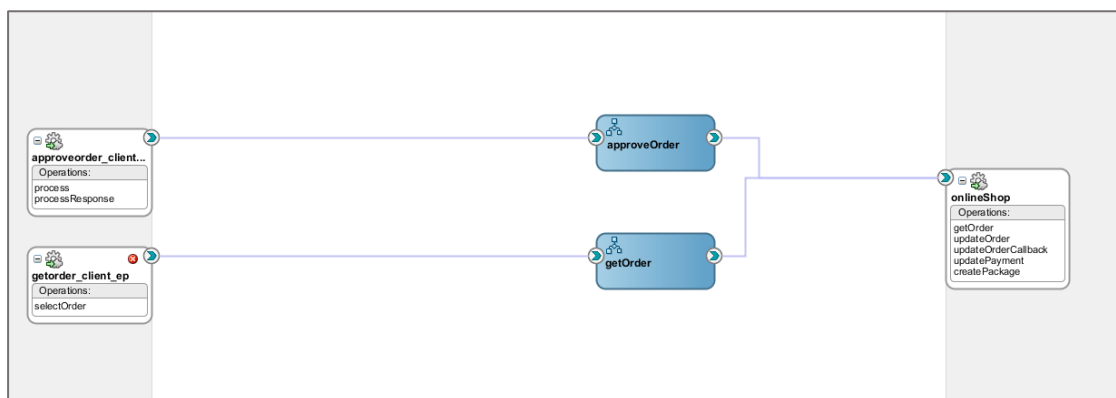 approveorder_client...
Operations:
process
processResponse
getorder_client_ep
Operations:
selectOrder
approveOrder
getOrder
onlineShop
Operations:
getOrder
updateOrder
updateOrderCallback
updatePayment
createPackage